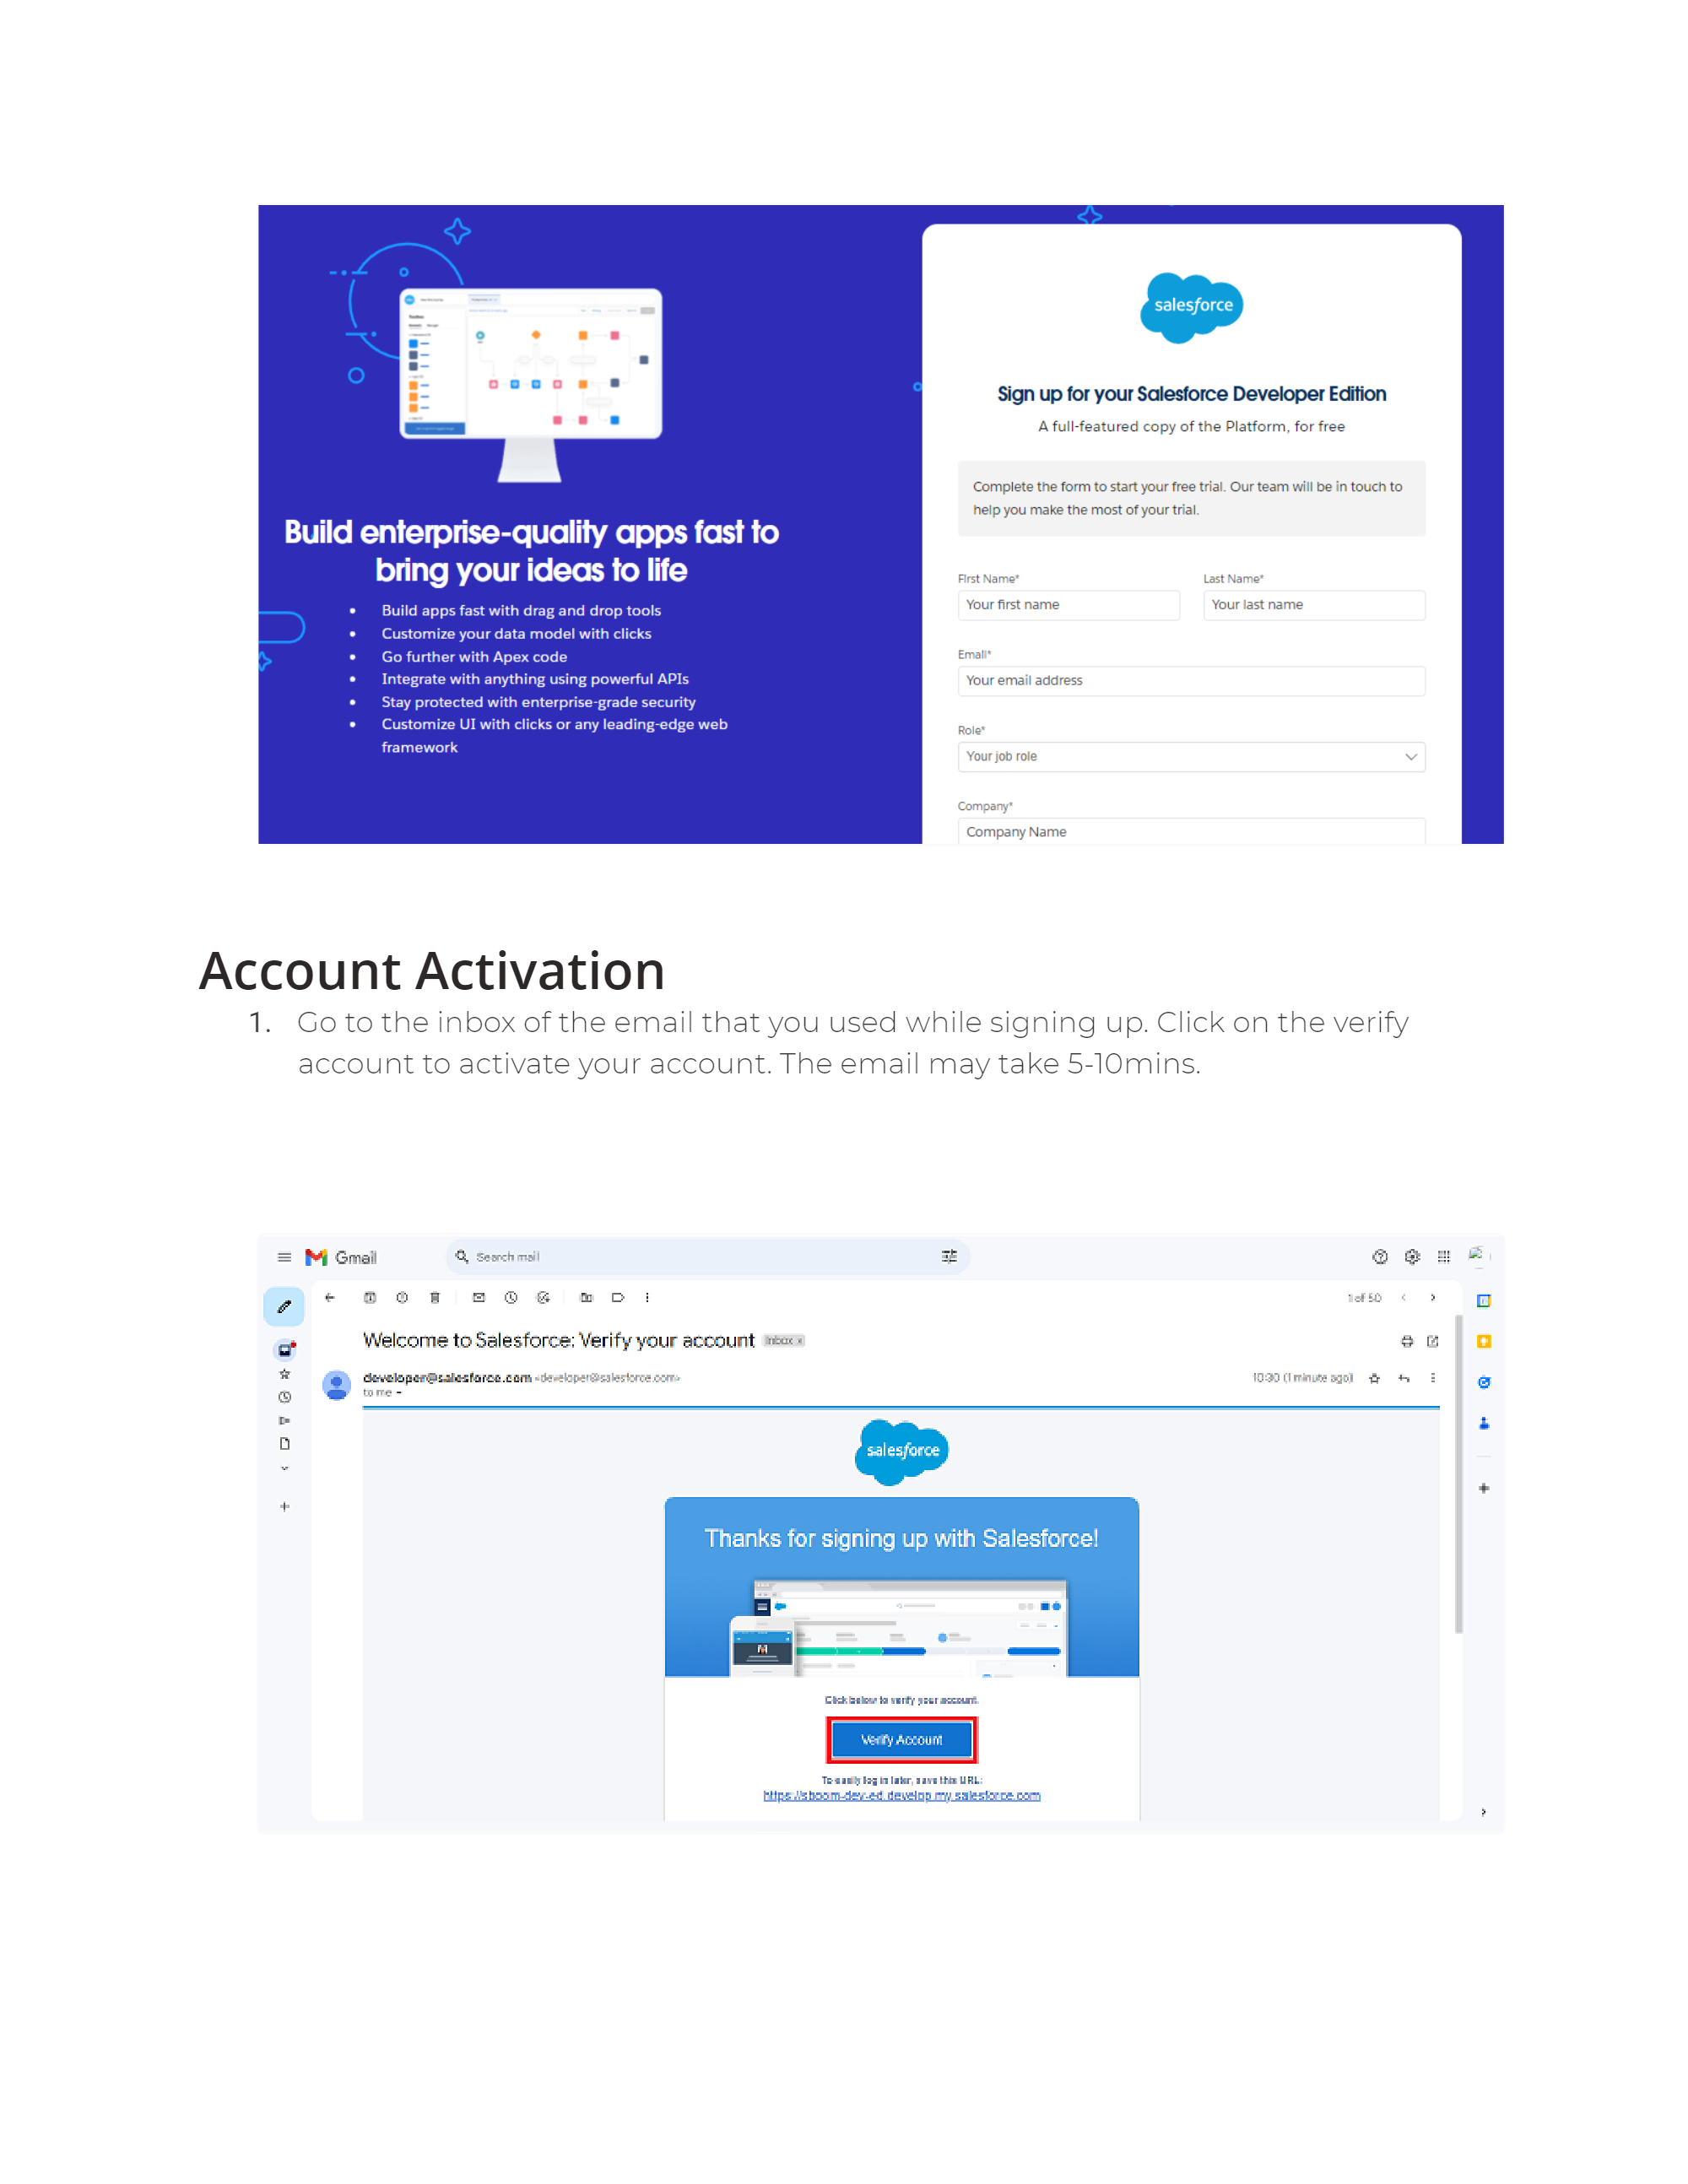 salesforce
Sign up for your Salesforce Developer Edition
A full-featured copy of the Platform, for free
Complete the form to start your free trial. Our team will be in touch to
help you make the most of your trial.
Build enterprise-quality apps fast to
bring your ideas to life
• Build apps fast with drag and drop tools
• Customize your data model with clicks
• Go further with Apex code
• Integrate with anything using powerful APIs
• Stay protected with enterprise-grade security
• Customize UI with clicks or any leading-edge web
framework
First Name* Last Name*
Your first name Your last name
Email*
Your email address
Role*
Your job role
Company*
Company Name
Account Activation
1. Go to the inbox of the email that you used while signing up. Click on the verify
account to activate your account. The email may take 5-10mins.
Gmail Search mail
1 of 50
Welcome to Salesforce: Verify your account Inbox x
developer@salesforce.com <developer@salesforce.com> 10:30 (1 minute ago)
to me
salesforce
Thanks for signing up with Salesforce!
Click below to verify your account.
Verify Account
To easily log in later, save this URL:
https://sboom-dev-ed.develop.my.salesforce.com